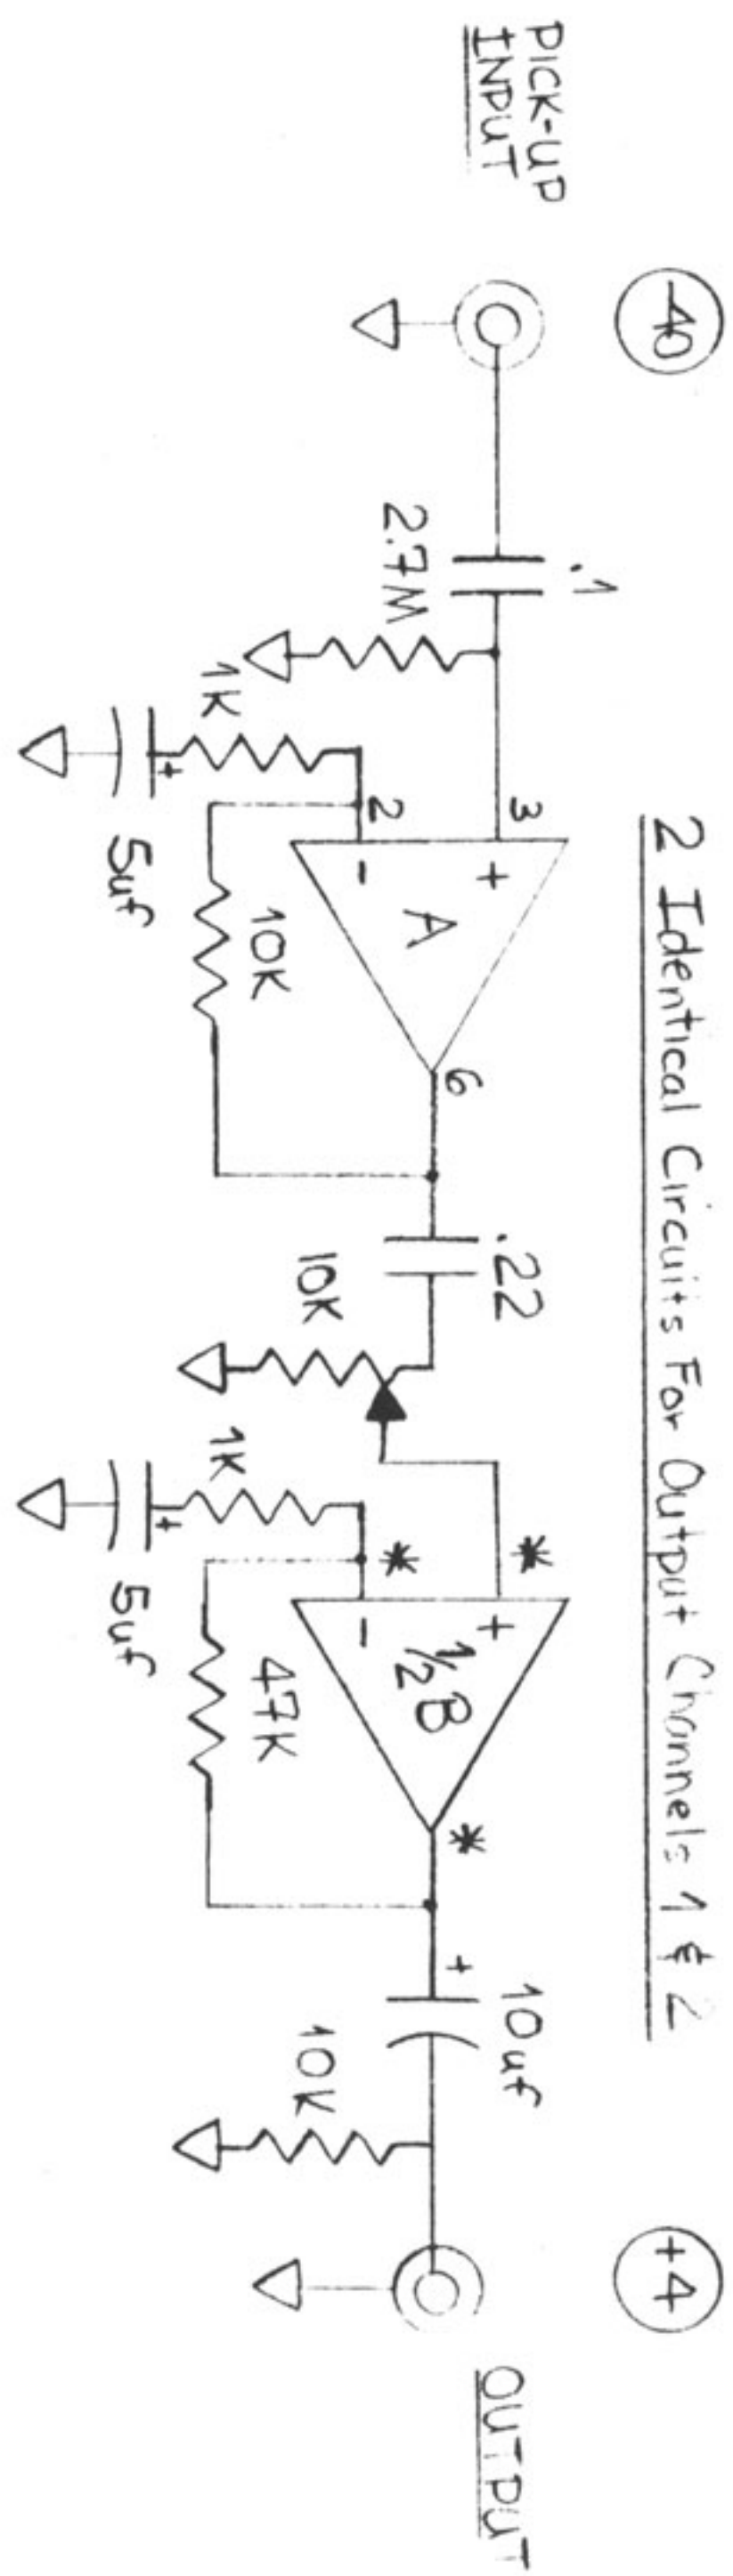 2 Identical Circuits For Output Channels 1 & 2
-40
+4
PICK-UP
INPUT
.1
2.7M
3
2
+
-
A
6
1K
+
5uf
10K
.22
10K
*
*
+
-
½B
*
1K
+
5uf
47K
+
10uf
10K
OUTPUT